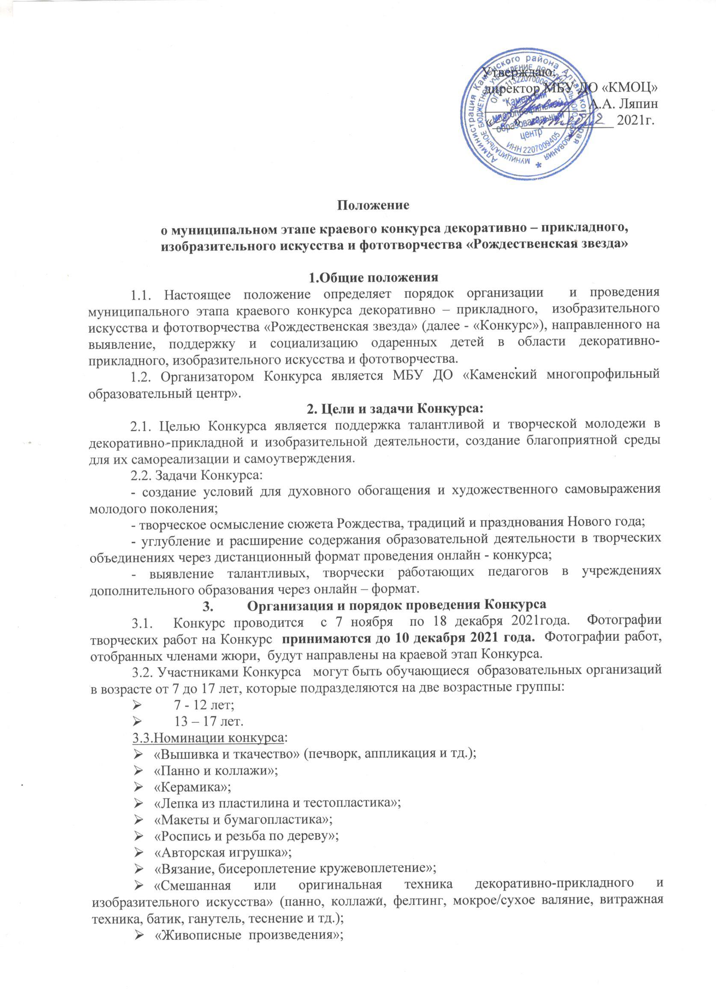 Утверждаю:
директор МБУ ДО «КМОЦ»
А.А. Ляпин
« » 2021г.
Администрация Каменского района Алтайского края
МУНИЦИПАЛЬНОЕ БЮДЖЕТНОЕ УЧРЕЖДЕНИЕ ДОПОЛНИТЕЛЬНОГО ОБРАЗОВАНИЯ
"Каменский
многопрофильный
образовательный
центр"
ИНН 2207009405
*
Положение
о муниципальном этапе краевого конкурса декоративно – прикладного,
изобразительного искусства и фототворчества «Рождественская звезда»
1.Общие положения
1.1. Настоящее положение определяет порядок организации и проведения
муниципального этапа краевого конкурса декоративно – прикладного, изобразительного
искусства и фототворчества «Рождественская звезда» (далее - «Конкурс»), направленного на
выявление, поддержку и социализацию одаренных детей в области декоративно-
прикладного, изобразительного искусства и фототворчества.
1.2. Организатором Конкурса является МБУ ДО «Каменский многопрофильный
образовательный центр».
2. Цели и задачи Конкурса:
2.1. Целью Конкурса является поддержка талантливой и творческой молодежи в
декоративно-прикладной и изобразительной деятельности, создание благоприятной среды
для их самореализации и самоутверждения.
2.2. Задачи Конкурса:
- создание условий для духовного обогащения и художественного самовыражения
молодого поколения;
- творческое осмысление сюжета Рождества, традиций и празднования Нового года;
- углубление и расширение содержания образовательной деятельности в творческих
объединениях через дистанционный формат проведения онлайн - конкурса;
- выявление талантливых, творчески работающих педагогов в учреждениях
дополнительного образования через онлайн – формат.
3. Организация и порядок проведения Конкурса
3.1. Конкурс проводится с 7 ноября по 18 декабря 2021года. Фотографии
творческих работ на Конкурс принимаются до 10 декабря 2021 года. Фотографии работ,
отобранных членами жюри, будут направлены на краевой этап Конкурса.
3.2. Участниками Конкурса могут быть обучающиеся образовательных организаций
в возрасте от 7 до 17 лет, которые подразделяются на две возрастные группы:
➢ 7 - 12 лет;
➢ 13 – 17 лет.
3.3.Номинации конкурса:
➢ «Вышивка и ткачество» (печворк, аппликация и тд.);
➢ «Панно и коллажи»;
➢ «Керамика»;
➢ «Лепка из пластилина и тестопластика»;
➢ «Макеты и бумагопластика»;
➢ «Роспись и резьба по дереву»;
➢ «Авторская игрушка»;
➢ «Вязание, бисероплетение кружевоплетение»;
➢ «Смешанная или оригинальная техника декоративно-прикладного и
изобразительного искусства» (панно, коллажи, фелтинг, мокрое/сухое валяние, витражная
техника, батик, ганутель, теснение и тд.);
➢ «Живописные произведения»;